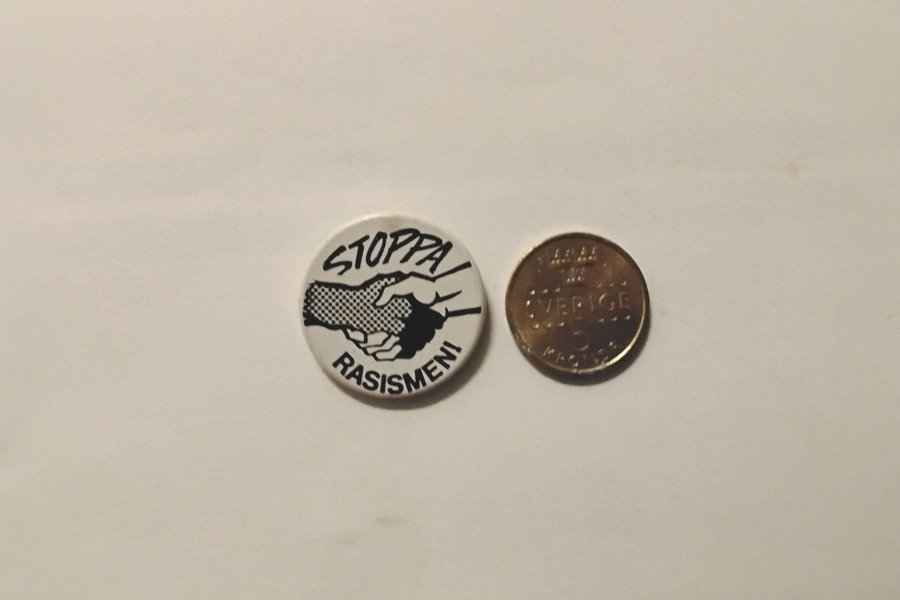 STOPPA
RASISMEN!
SVERIGE
5
KRONOR